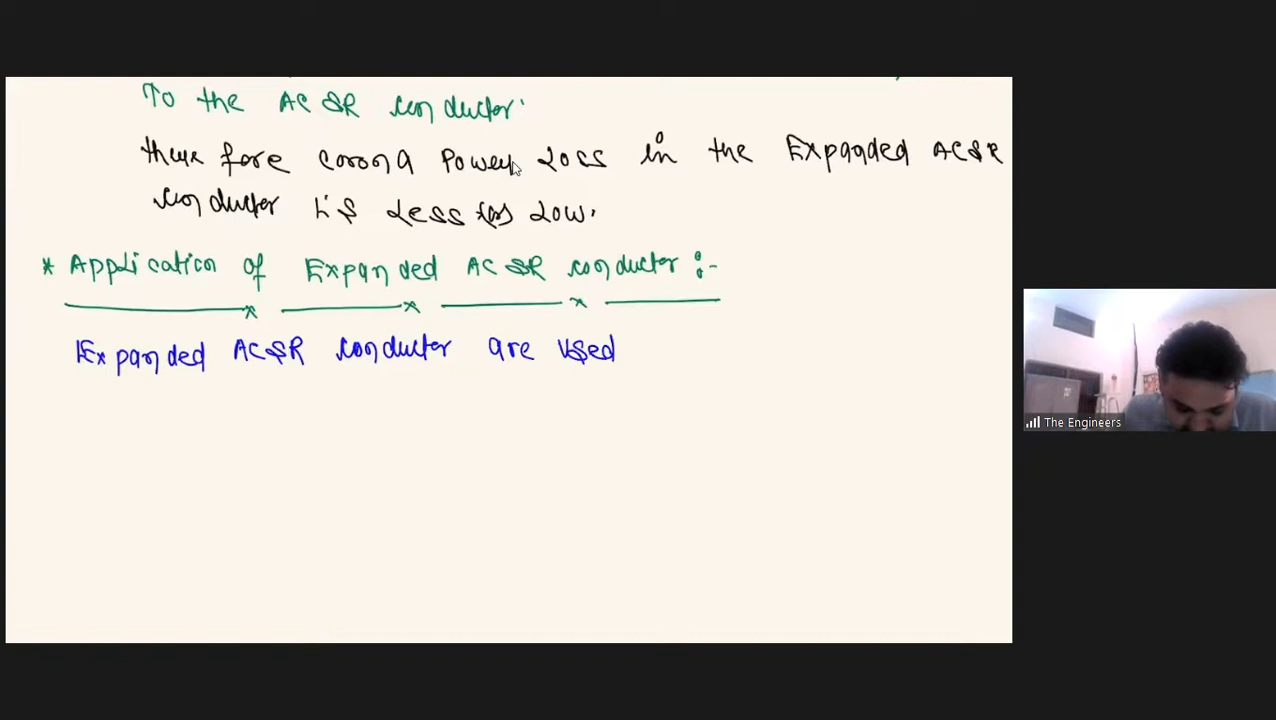 To the ACSR conductor.
therefore corona Power Loss in the Expanded ACSR
conductor is Less (or) Low.
* Application of Expanded ACSR conductor :-
Expanded ACSR conductor are used
The Engineers